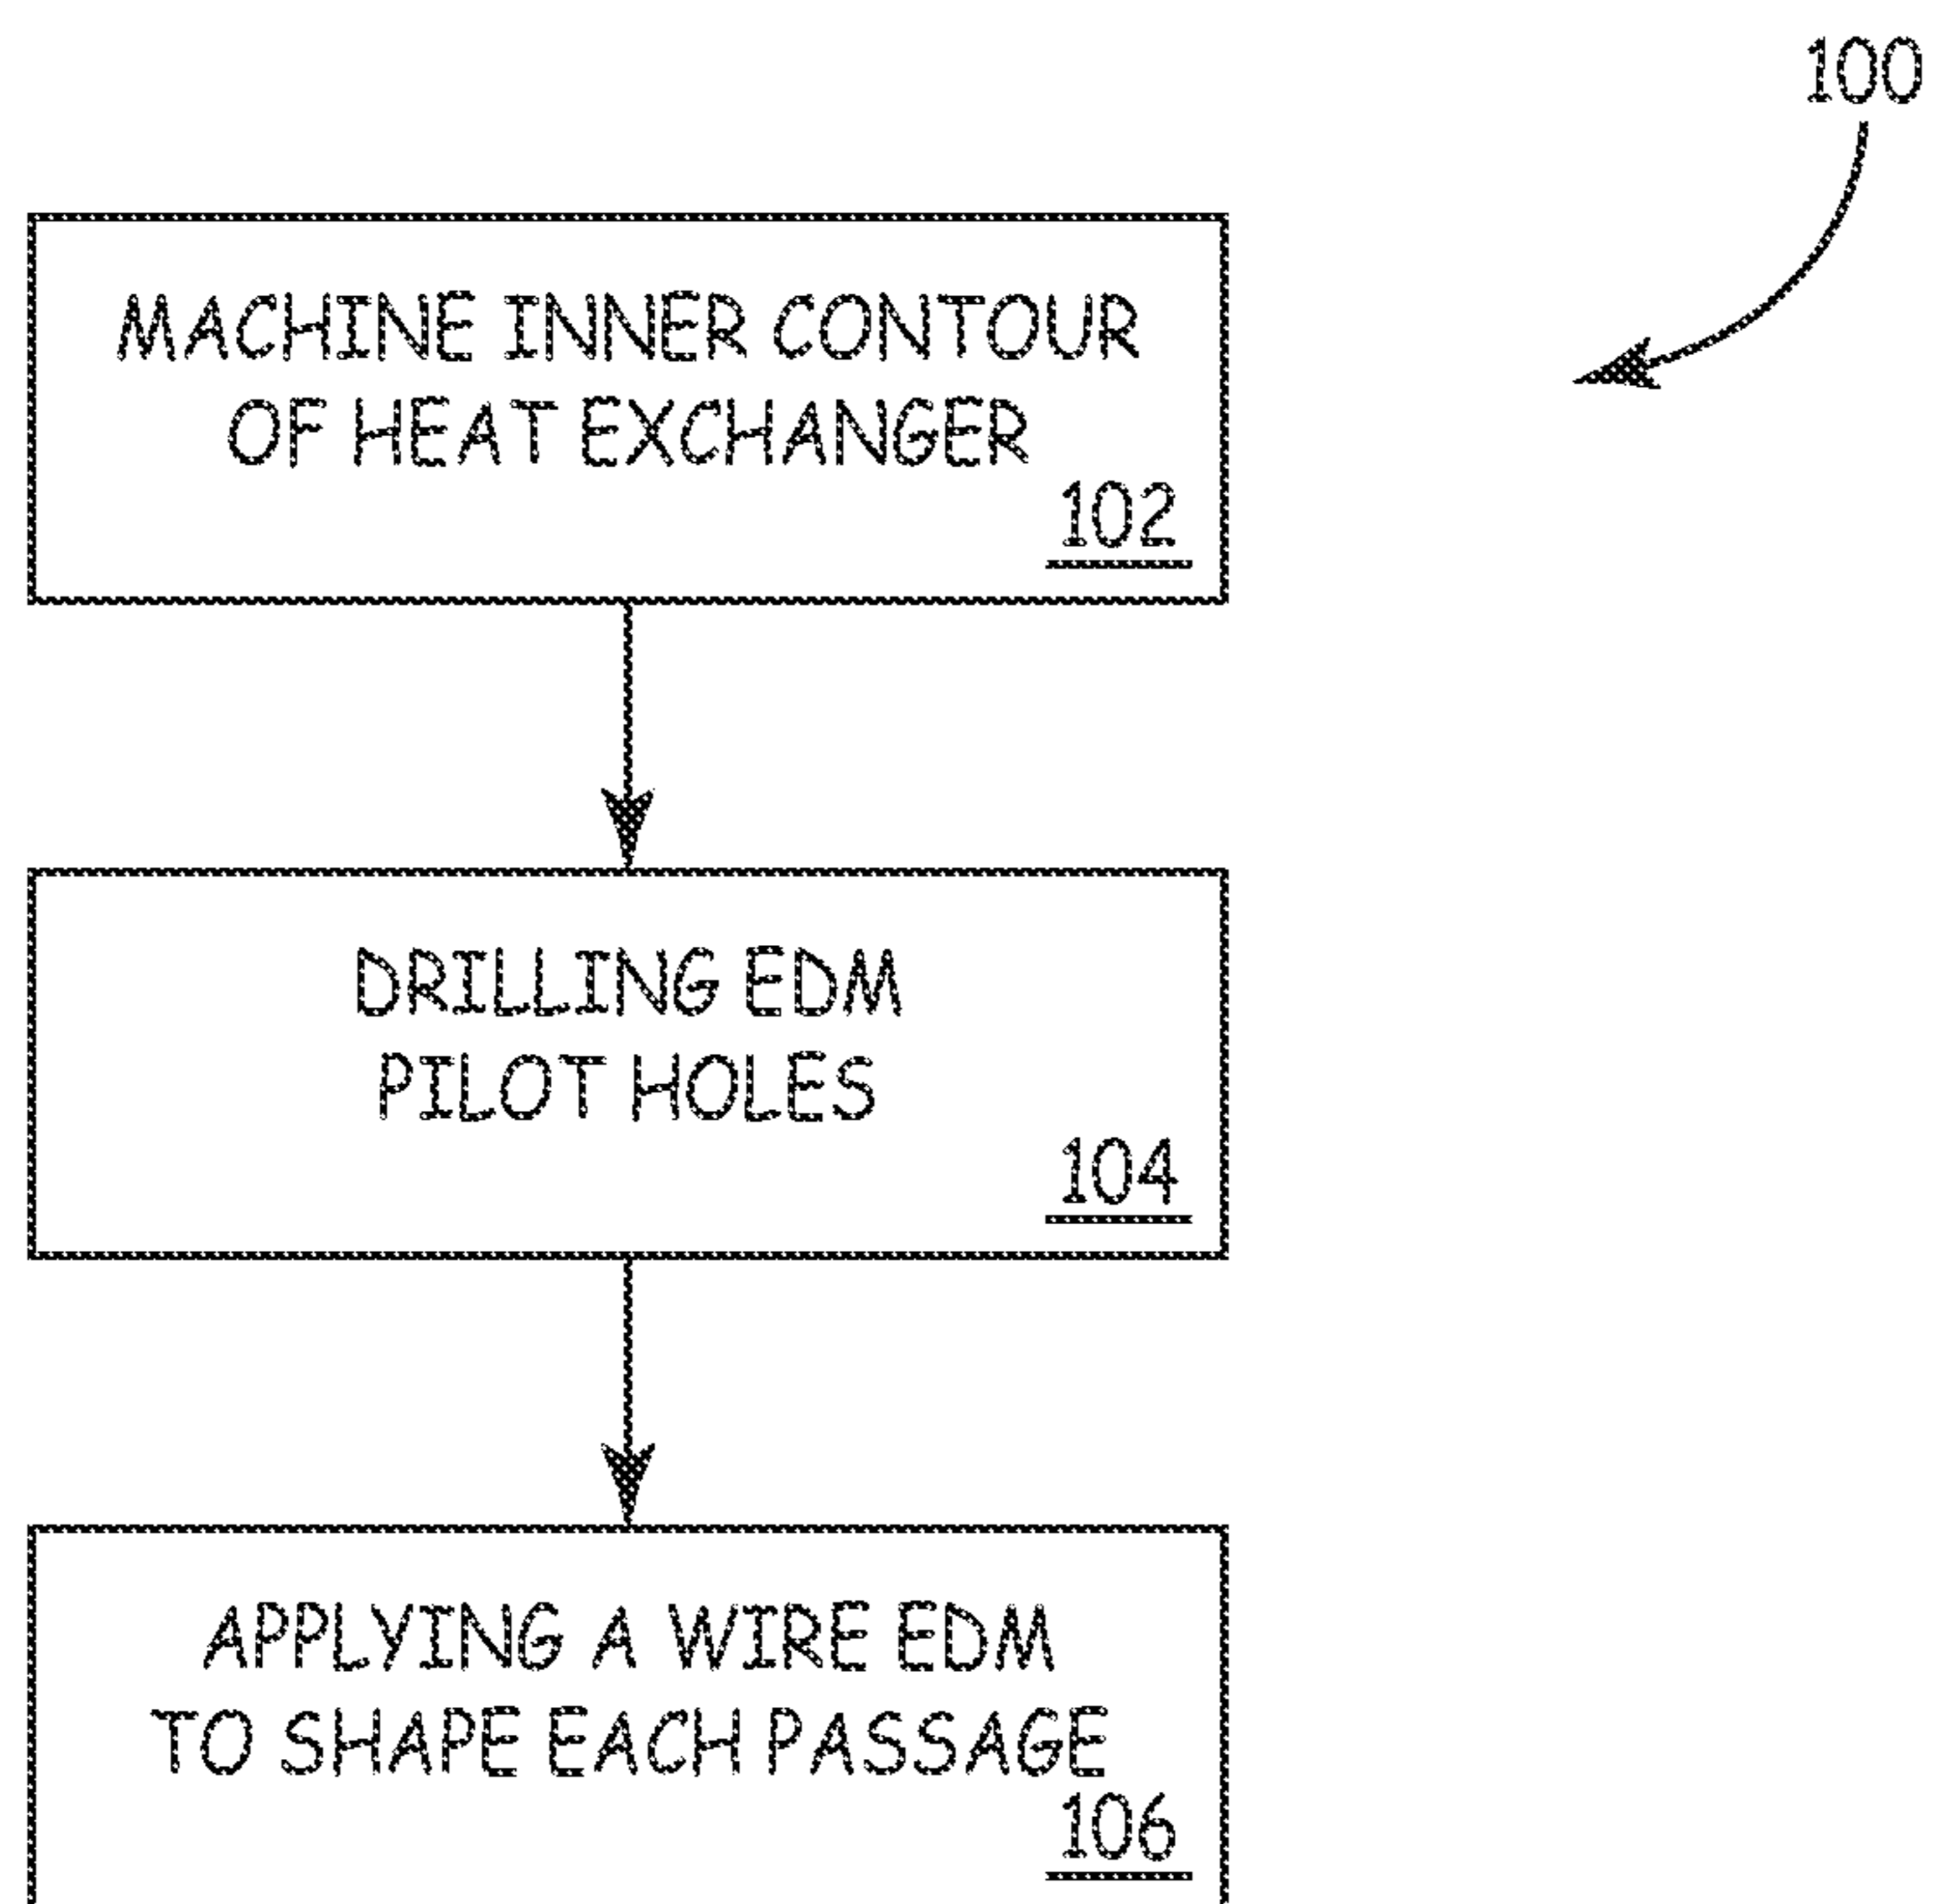 100
MACHINE INNER CONTOUR
OF HEAT EXCHANGER
102
DRILLING EDM
PILOT HOLES
104
APPLYING A WIRE EDM
TO SHAPE EACH PASSAGE
106